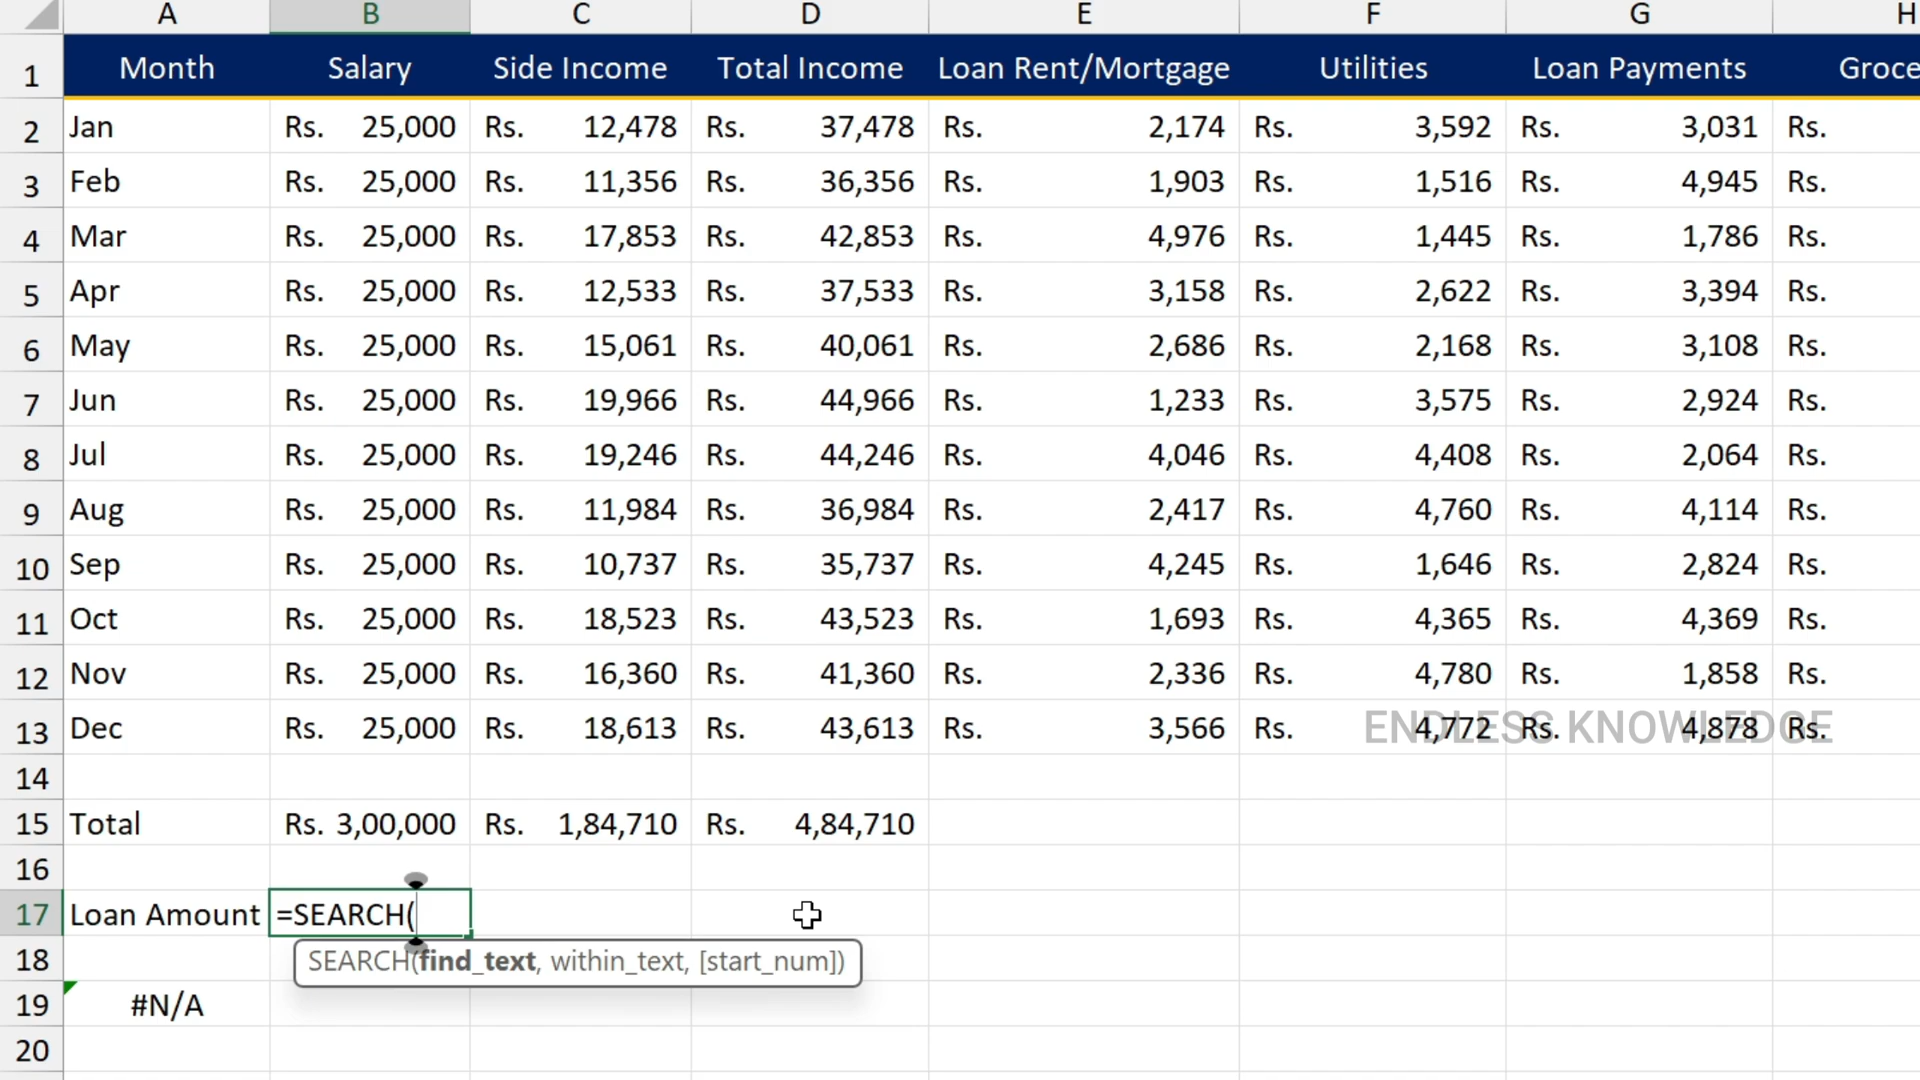 A B C D E F G H
1 Month Salary Side Income Total Income Loan Rent/Mortgage Utilities Loan Payments Groce
2 Jan Rs. 25,000 Rs. 12,478 Rs. 37,478 Rs. 2,174 Rs. 3,592 Rs. 3,031 Rs.
3 Feb Rs. 25,000 Rs. 11,356 Rs. 36,356 Rs. 1,903 Rs. 1,516 Rs. 4,945 Rs.
4 Mar Rs. 25,000 Rs. 17,853 Rs. 42,853 Rs. 4,976 Rs. 1,445 Rs. 1,786 Rs.
5 Apr Rs. 25,000 Rs. 12,533 Rs. 37,533 Rs. 3,158 Rs. 2,622 Rs. 3,394 Rs.
6 May Rs. 25,000 Rs. 15,061 Rs. 40,061 Rs. 2,686 Rs. 2,168 Rs. 3,108 Rs.
7 Jun Rs. 25,000 Rs. 19,966 Rs. 44,966 Rs. 1,233 Rs. 3,575 Rs. 2,924 Rs.
8 Jul Rs. 25,000 Rs. 19,246 Rs. 44,246 Rs. 4,046 Rs. 4,408 Rs. 2,064 Rs.
9 Aug Rs. 25,000 Rs. 11,984 Rs. 36,984 Rs. 2,417 Rs. 4,760 Rs. 4,114 Rs.
10 Sep Rs. 25,000 Rs. 10,737 Rs. 35,737 Rs. 4,245 Rs. 1,646 Rs. 2,824 Rs.
11 Oct Rs. 25,000 Rs. 18,523 Rs. 43,523 Rs. 1,693 Rs. 4,365 Rs. 4,369 Rs.
12 Nov Rs. 25,000 Rs. 16,360 Rs. 41,360 Rs. 2,336 Rs. 4,780 Rs. 1,858 Rs.
13 Dec Rs. 25,000 Rs. 18,613 Rs. 43,613 Rs. 3,566 Rs. 4,772 Rs. 4,878 Rs.
ENDLESS KNOWLEDGE
14
15 Total Rs. 3,00,000 Rs. 1,84,710 Rs. 4,84,710
16
17 Loan Amount =SEARCH(
18 SEARCH(find_text, within_text, [start_num])
19 #N/A
20